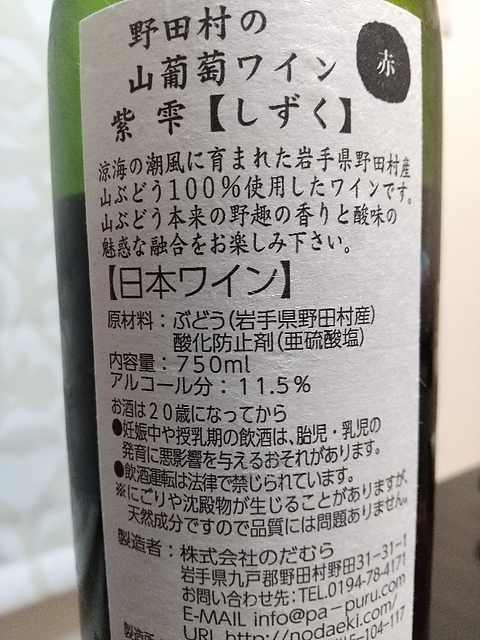 野田村の
山葡萄ワイン
赤
紫 雫【しずく】
涼海の潮風に育まれた岩手県野田村産
山ぶどう100%使用したワインです。
山ぶどう本来の野趣の香りと酸味の
魅惑な融合をお楽しみ下さい。
【日本ワイン】
原材料：ぶどう(岩手県野田村産)
酸化防止剤(亜硫酸塩)
内容量：750ml
アルコール分：11.5%
お酒は20歳になってから
●妊娠中や授乳期の飲酒は、胎児・乳児の
発育に悪影響を与えるおそれがあります。
●飲酒運転は法律で禁じられています。
※にごりや沈殿物が生じることがありますが、
天然成分ですので品質には問題ありません。
製造者：株式会社のだむら
岩手県九戸郡野田村野田31-31-1
お問い合わせ先：TEL.0194-78-4171
E-MAIL info@pa-puru.com
URL http://nodaeki.com/
5-104-117